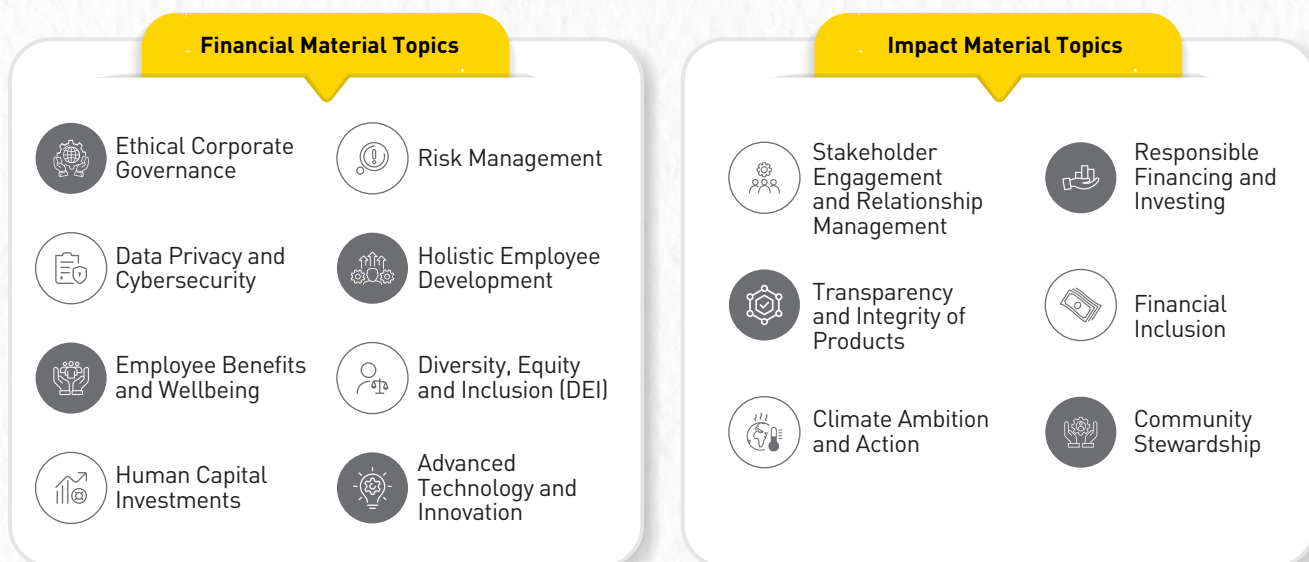 Financial Material Topics
Ethical Corporate
Governance
Risk Management
Data Privacy and
Cybersecurity
Holistic Employee
Development
Employee Benefits
and Wellbeing
Diversity, Equity
and Inclusion (DEI)
Human Capital
Investments
Advanced
Technology and
Innovation
Impact Material Topics
Stakeholder
Engagement
and Relationship
Management
Responsible
Financing and
Investing
Transparency
and Integrity of
Products
Financial
Inclusion
Climate Ambition
and Action
Community
Stewardship